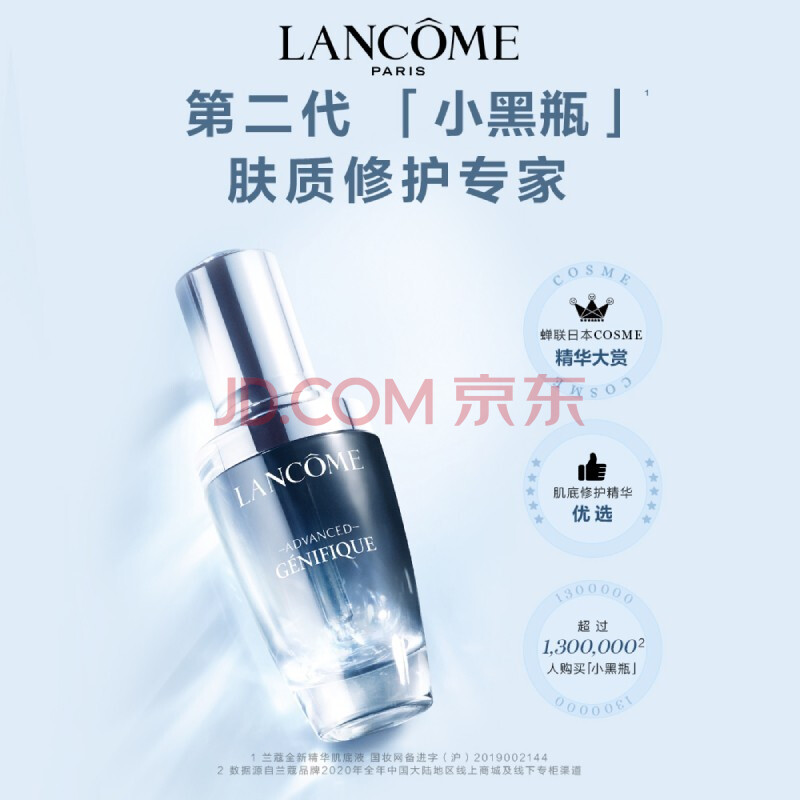 LANCÔME
PARIS
第二代「小黑瓶」1
肤质修护专家
COSME
蝉联日本COSME
精华大赏
COSME
JD.COM 京东
LANCÔME
-ADVANCED-
GÉNIFIQUE
肌底修护精华
优选
1300000
超过
1,300,000²
人购买「小黑瓶」
1300000
1 兰蔻全新精华肌底液 国妆网备进字（沪）2019002144
2 数据源自兰蔻品牌2020年全年中国大陆地区线上商城及线下专柜渠道